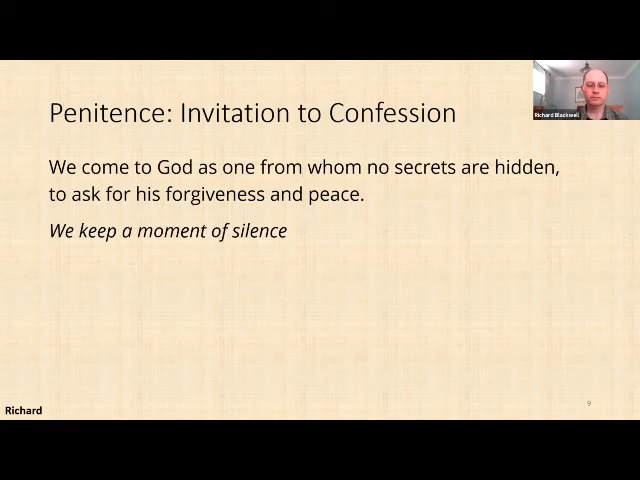 Penitence: Invitation to Confession
Richard Blackwell
We come to God as one from whom no secrets are hidden,
to ask for his forgiveness and peace.
We keep a moment of silence
9
Richard